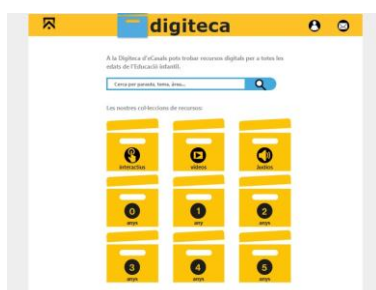 digiteca
A la Digiteca d'eCasals pots trobar recursos digitals per a totes les
edats de l'Educació infantil.
Cerca per paraula, tema, àrea...
Les nostres col·leccions de recursos:
interactius vídeos àudios
0 1 2
anys any anys
3 4 5
anys anys anys